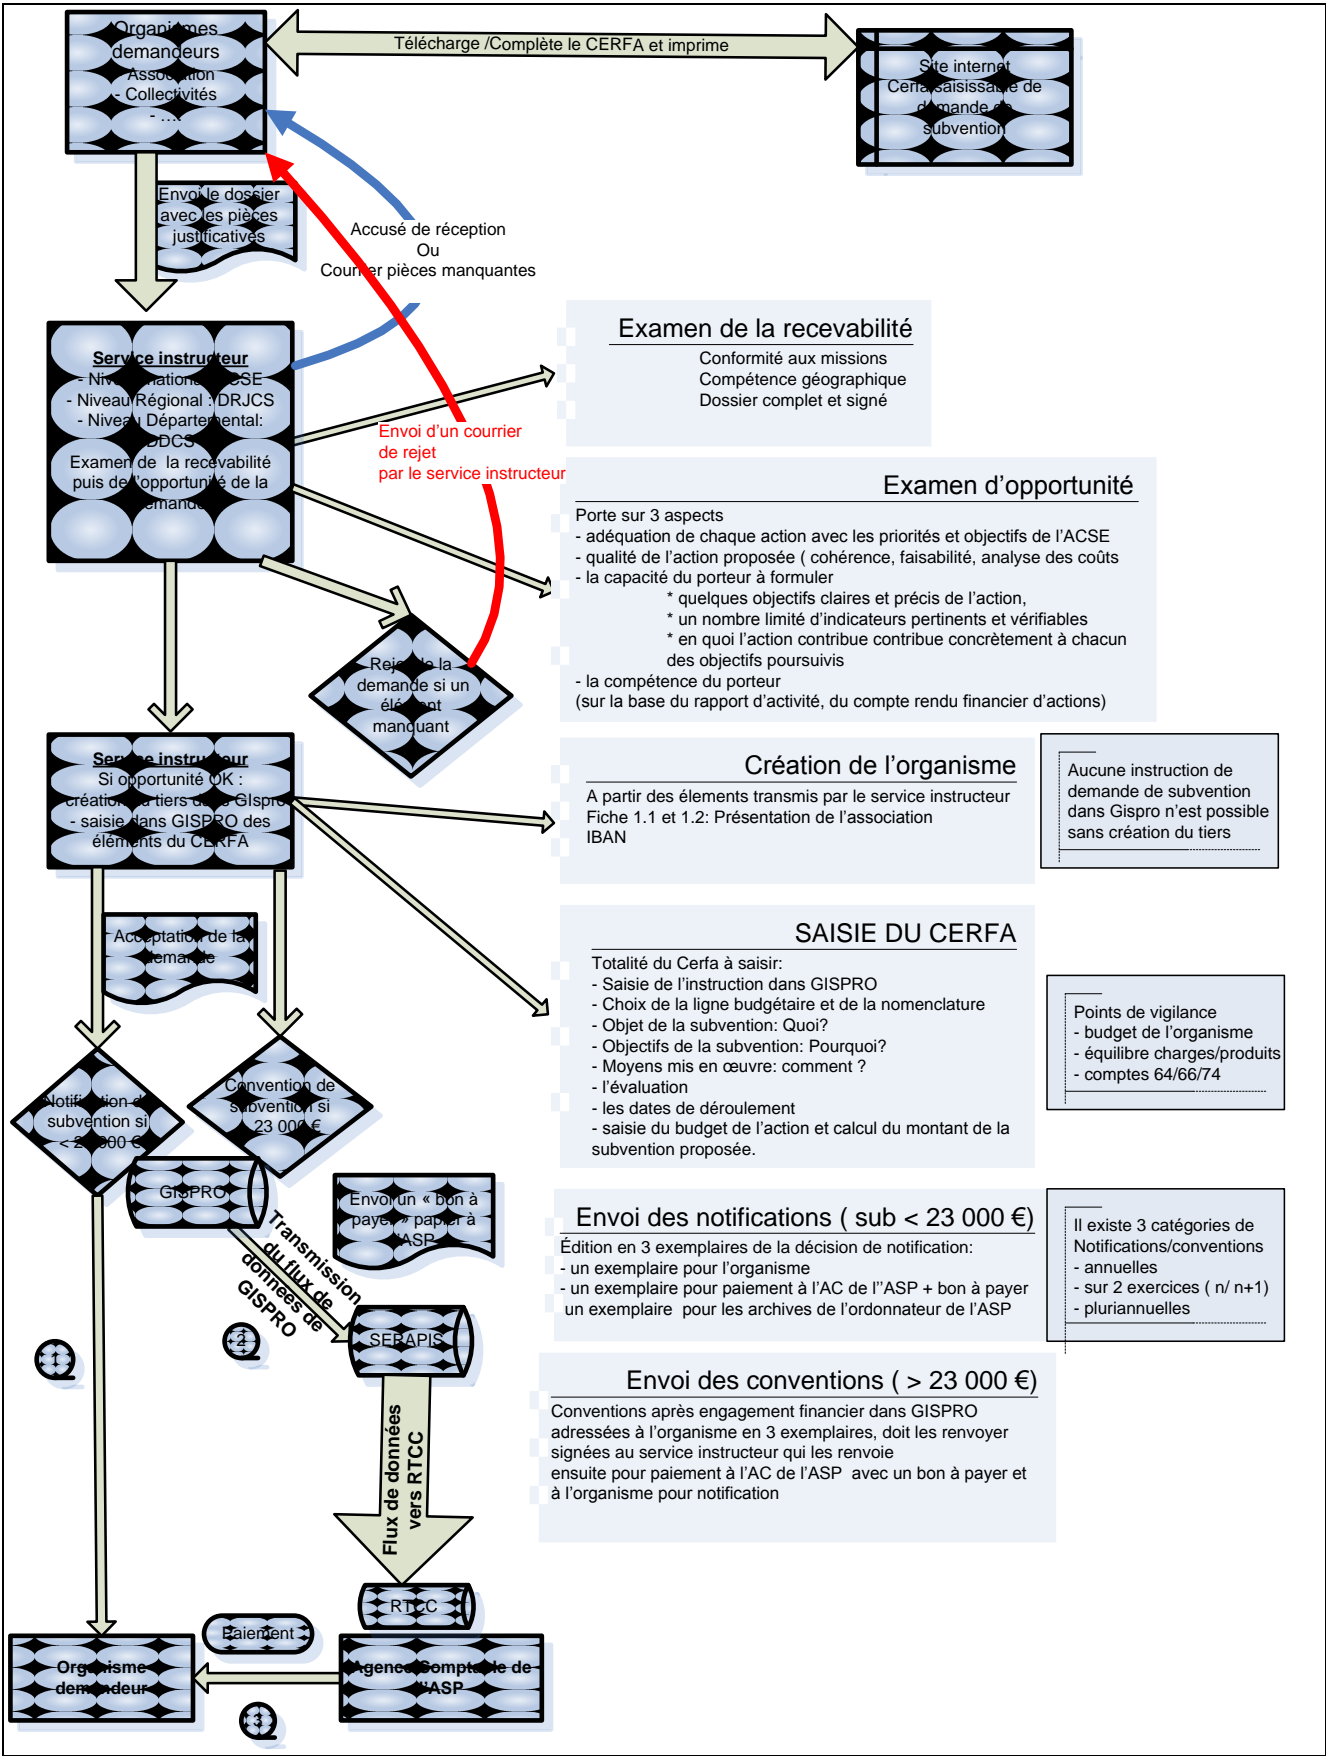 Organismes
demandeurs
- Association
- Collectivités
- ….
Télécharge /Complète le CERFA et imprime
Site internet
Cerfa saisissable de
demande de
subvention
Envoi le dossier
avec les pièces
justificatives
Accusé de réception
Ou
Courrier pièces manquantes
Service instructeur
- Niveau national : ACSE
- Niveau Régional : DRJCS
- Niveau Départemental:
DDCS
Examen de la recevabilité
puis de l'opportunité de la
demande
Examen de la recevabilité
Conformité aux missions
Compétence géographique
Dossier complet et signé
Envoi d'un courrier
de rejet
par le service instructeur
Examen d'opportunité
Porte sur 3 aspects
- adéquation de chaque action avec les priorités et objectifs de l'ACSE
- qualité de l'action proposée ( cohérence, faisabilité, analyse des coûts
- la capacité du porteur à formuler
* quelques objectifs claires et précis de l'action,
* un nombre limité d'indicateurs pertinents et vérifiables
* en quoi l'action contribue contribue concrètement à chacun
des objectifs poursuivis
- la compétence du porteur
(sur la base du rapport d'activité, du compte rendu financier d'actions)
Rejet de la
demande si un
élément
manquant
Service instructeur
Si opportunité OK :
création du tiers dans GIspro
- saisie dans GISPRO des
éléments du CERFA
Création de l'organisme
A partir des élements transmis par le service instructeur
Fiche 1.1 et 1.2: Présentation de l'association
IBAN
Aucune instruction de
demande de subvention
dans Gispro n'est possible
sans création du tiers
Acceptation de la
demande
SAISIE DU CERFA
Totalité du Cerfa à saisir:
- Saisie de l'instruction dans GISPRO
- Choix de la ligne budgétaire et de la nomenclature
- Objet de la subvention: Quoi?
- Objectifs de la subvention: Pourquoi?
- Moyens mis en œuvre: comment ?
- l'évaluation
- les dates de déroulement
- saisie du budget de l'action et calcul du montant de la
subvention proposée.
Points de vigilance
- budget de l'organisme
- équilibre charges/produits
- comptes 64/66/74
Notification de
subvention si
< 23 000 €
Convention de
subvention si
23 000 €
GISPRO
Envoi un « bon à
payer » papier à
l'ASP
Transmission
du flux de
données de
GISPRO
Envoi des notifications ( sub < 23 000 €)
Édition en 3 exemplaires de la décision de notification:
- un exemplaire pour l'organisme
- un exemplaire pour paiement à l'AC de l''ASP + bon à payer
un exemplaire pour les archives de l'ordonnateur de l'ASP
Il existe 3 catégories de
Notifications/conventions
- annuelles
- sur 2 exercices ( n/ n+1)
- pluriannuelles
1
2
SERAPIS
Envoi des conventions ( > 23 000 €)
Conventions après engagement financier dans GISPRO
adressées à l'organisme en 3 exemplaires, doit les renvoyer
signées au service instructeur qui les renvoie
ensuite pour paiement à l'AC de l'ASP avec un bon à payer et
à l'organisme pour notification
Flux de données
vers RTCC
RTCC
Paiement
Organisme
demandeur
Agence Comptable de
l'ASP
3